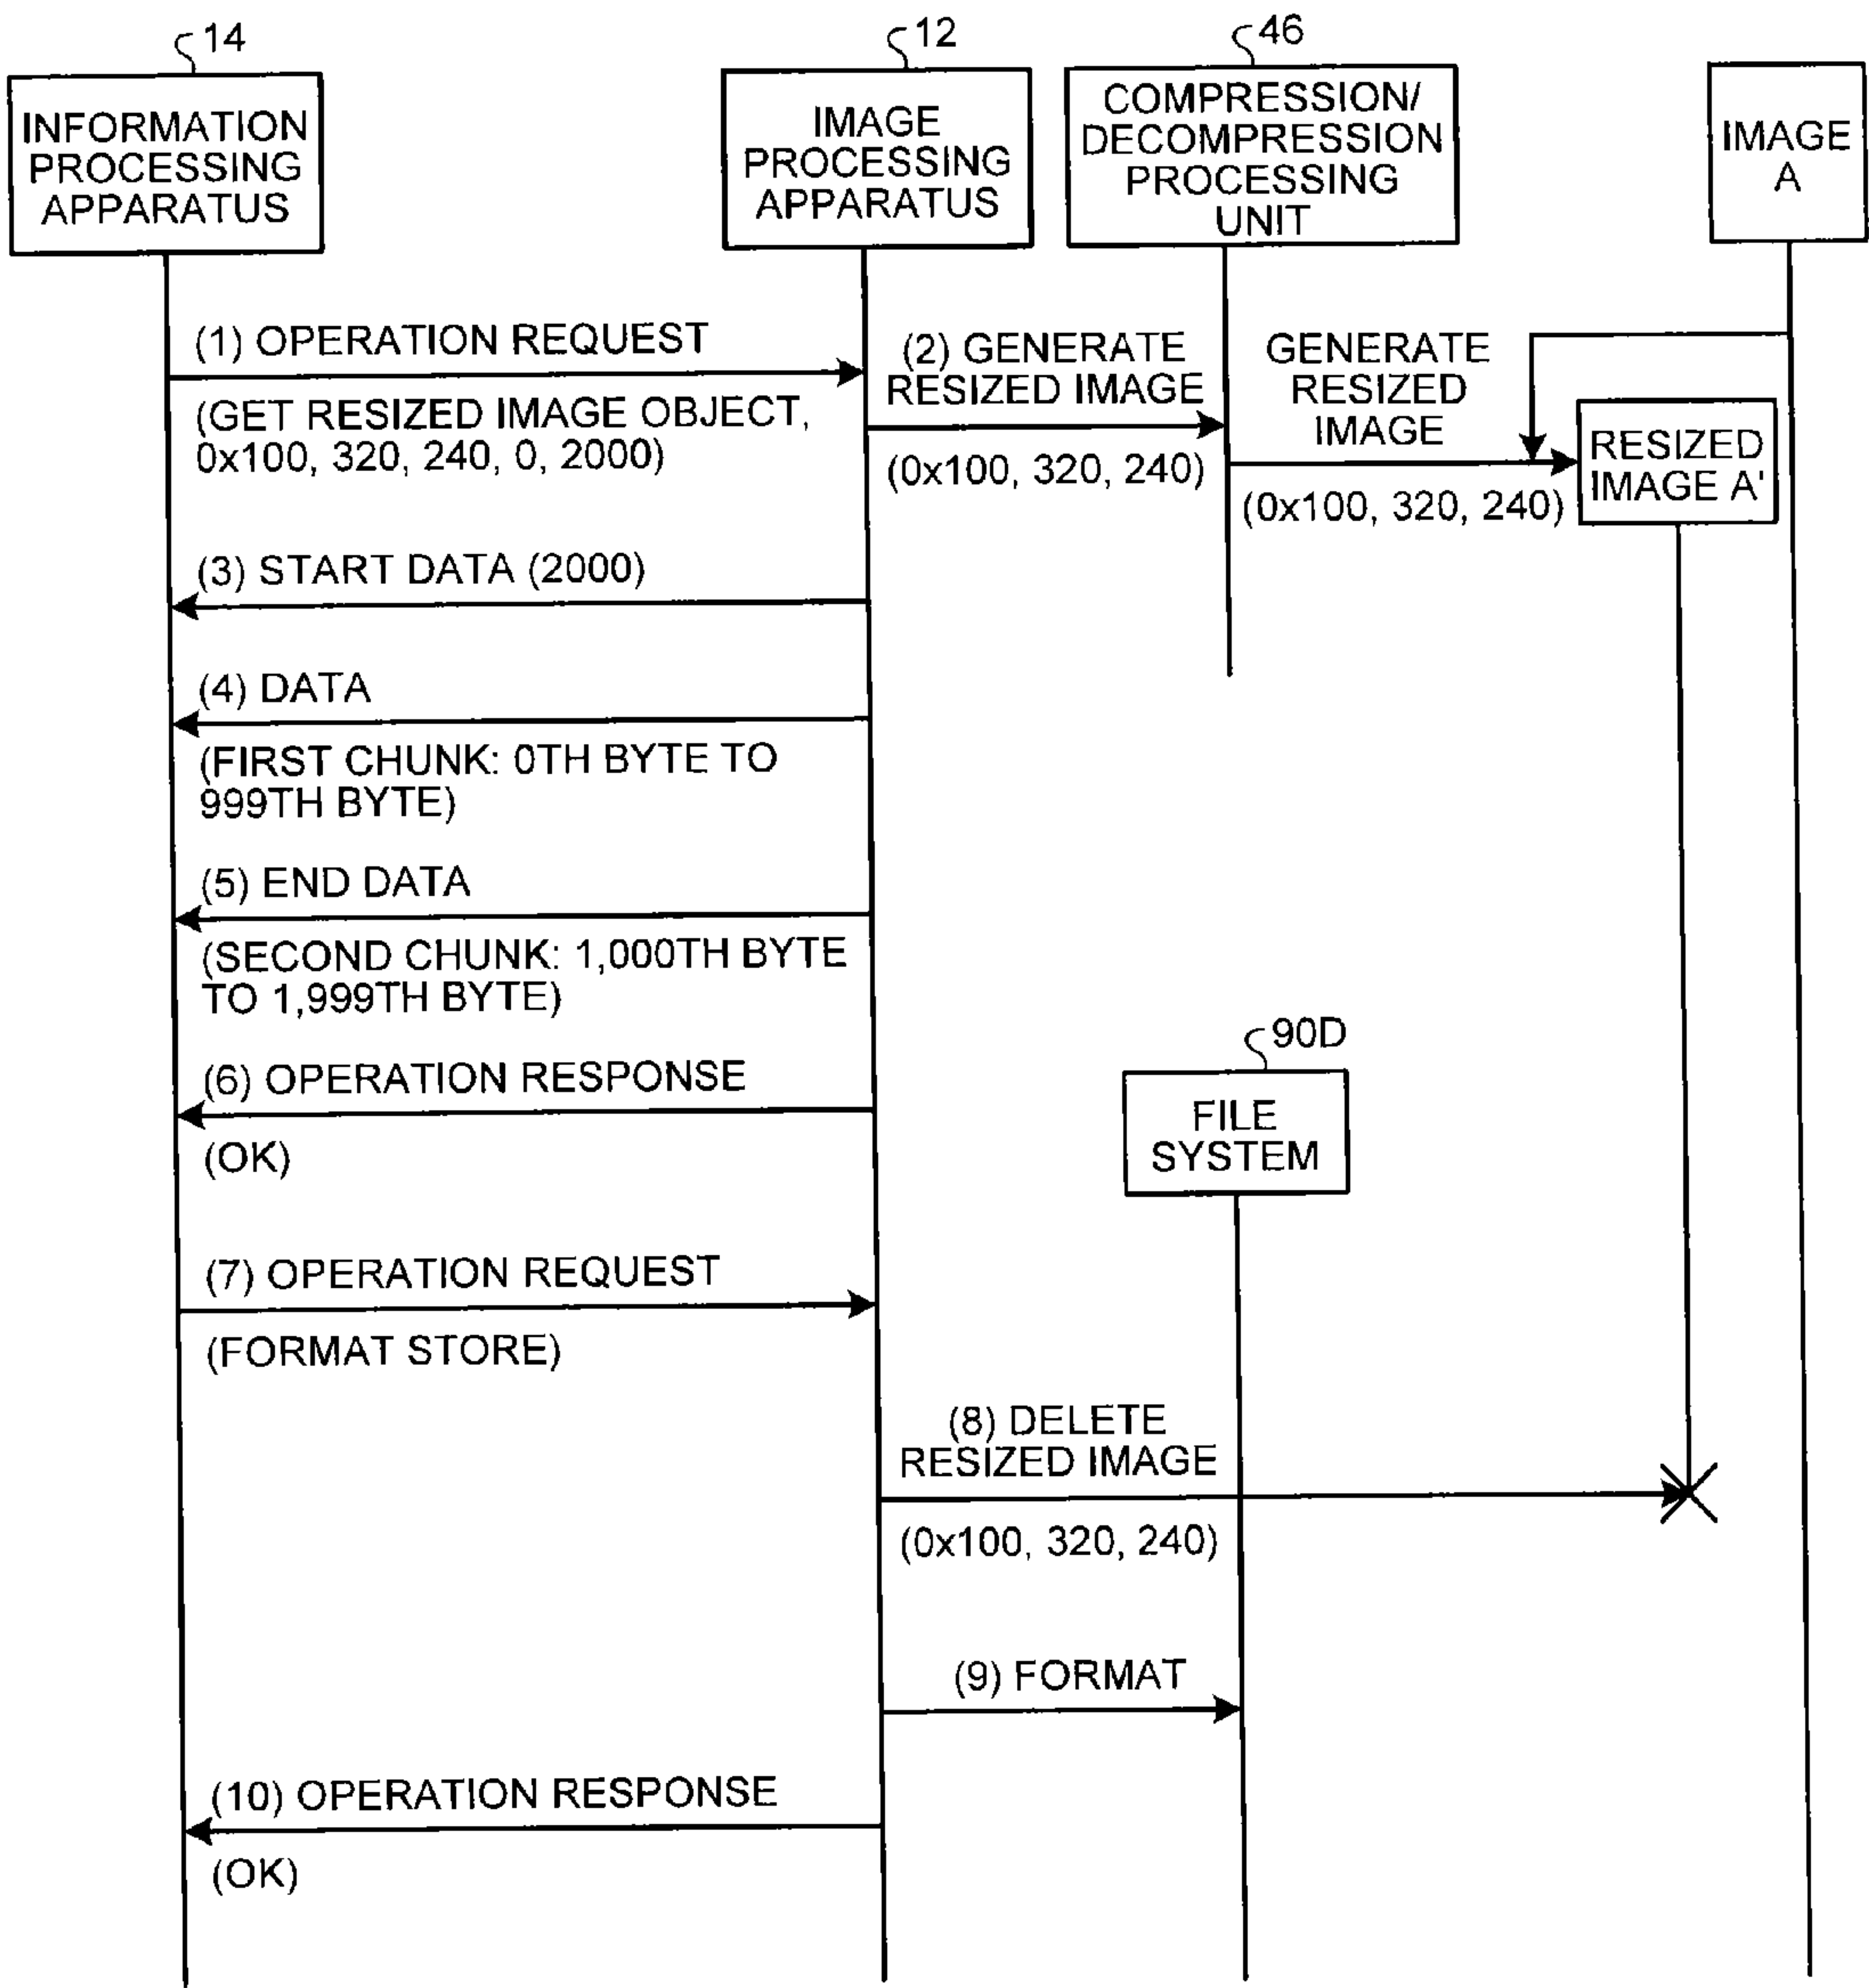 14
INFORMATION
PROCESSING
APPARATUS
12
IMAGE
PROCESSING
APPARATUS
46
COMPRESSION/
DECOMPRESSION
PROCESSING
UNIT
IMAGE
A
(1) OPERATION REQUEST
(GET RESIZED IMAGE OBJECT,
0x100, 320, 240, 0, 2000)
(2) GENERATE
RESIZED IMAGE
(0x100, 320, 240)
GENERATE
RESIZED
IMAGE
(0x100, 320, 240)
RESIZED
IMAGE A'
(3) START DATA (2000)
(4) DATA
(FIRST CHUNK: 0TH BYTE TO
999TH BYTE)
(5) END DATA
(SECOND CHUNK: 1,000TH BYTE
TO 1,999TH BYTE)
90D
FILE
SYSTEM
(6) OPERATION RESPONSE
(OK)
(7) OPERATION REQUEST
(FORMAT STORE)
(8) DELETE
RESIZED IMAGE
(0x100, 320, 240)
(9) FORMAT
(10) OPERATION RESPONSE
(OK)